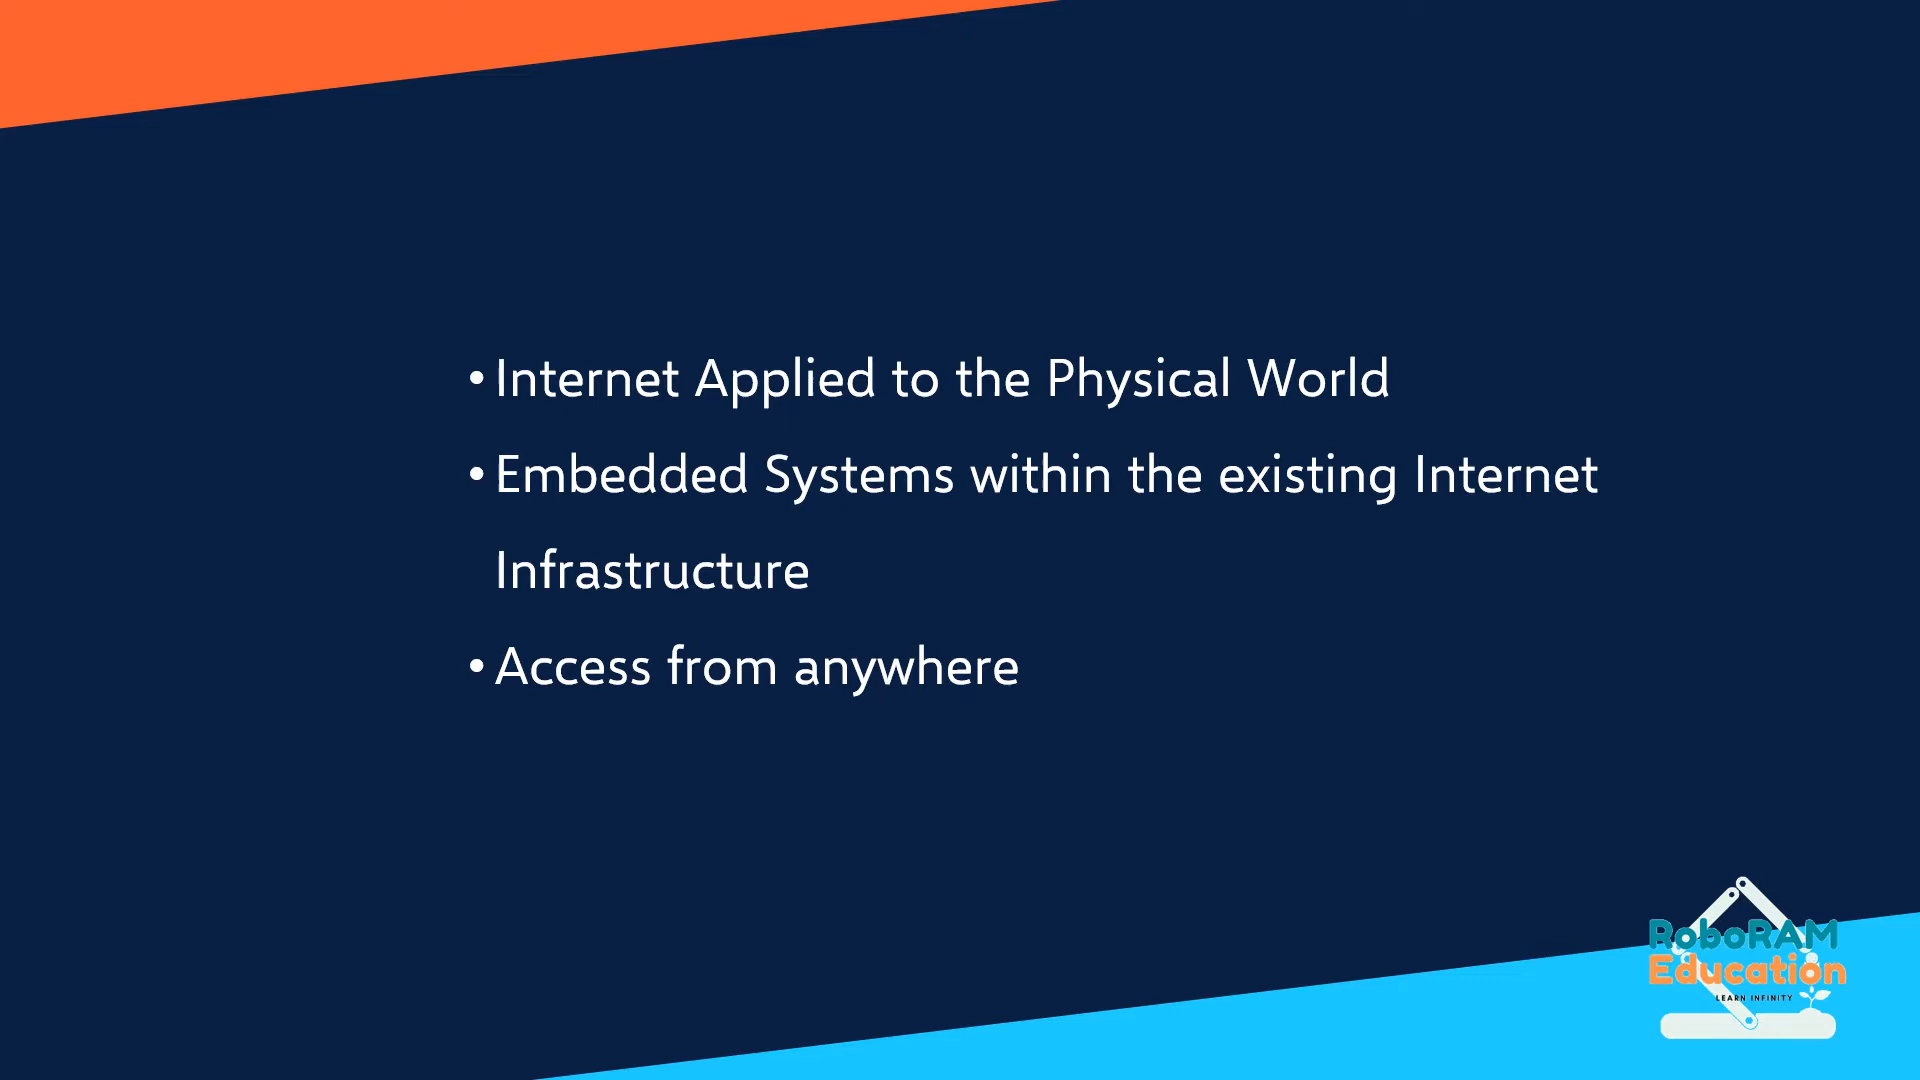 • Internet Applied to the Physical World
• Embedded Systems within the existing Internet
Infrastructure
• Access from anywhere
RoboRAM
Education
LEARN INFINITY